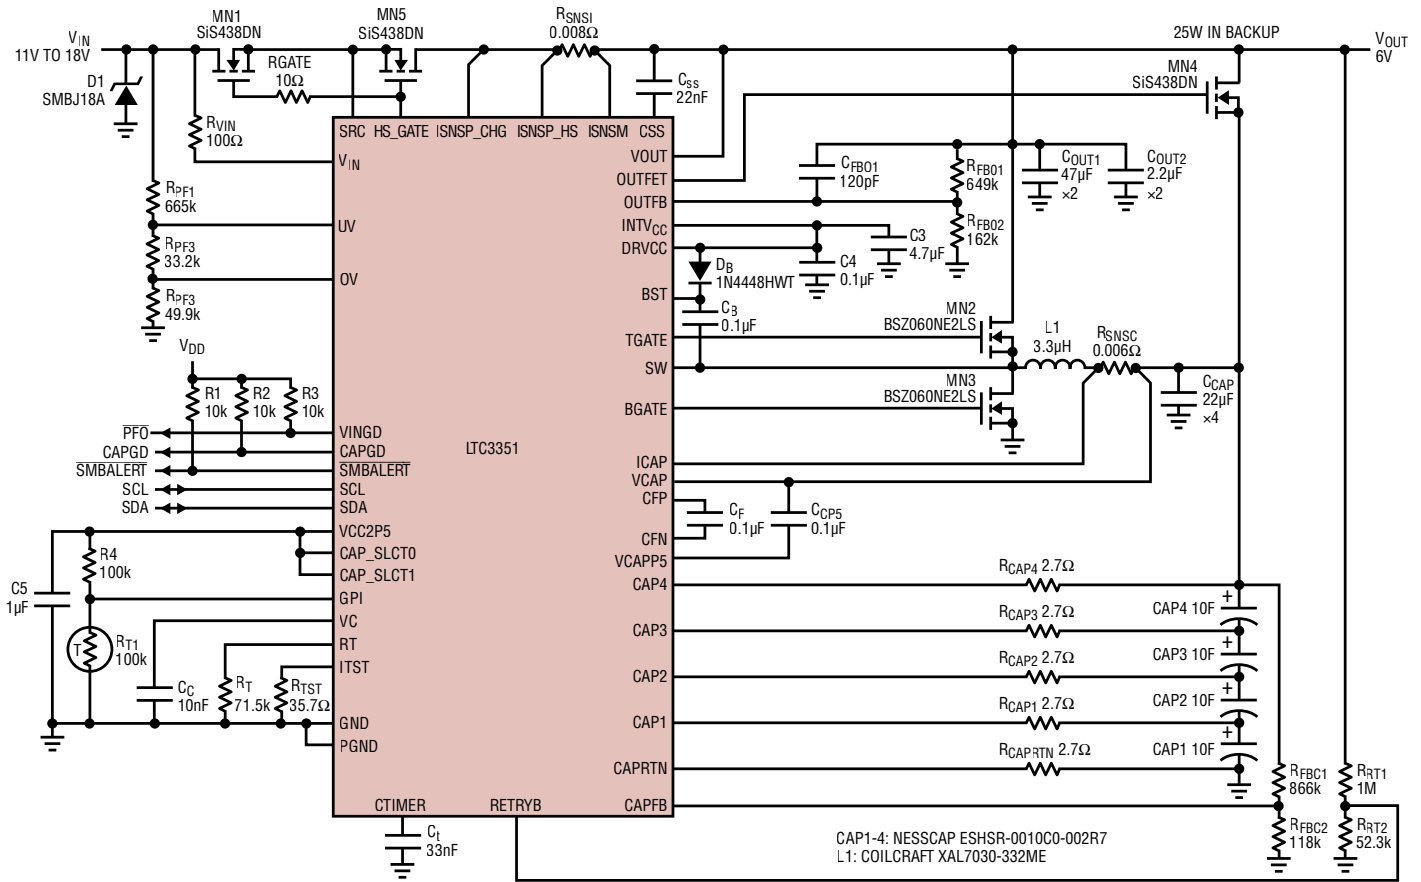 MN1
SiS438DN
MN5
SiS438DN
RSNSI
0.008Ω
VIN
11V TO 18V
25W IN BACKUP
VOUT
6V
D1
SMBJ18A
RGATE
10Ω
CSS
22nF
MN4
SiS438DN
RVIN
100Ω
SRC HS_GATE ISNSP_CHG ISNSP_HS ISNSM CSS
VIN
VOUT
OUTFET
OUTFB
INTVCC
DRVCC
BST
TGATE
SW
BGATE
ICAP
VCAP
CFP
CFN
VCAPP5
CAP4
CAP3
CAP2
CAP1
CAPRTN
CAPFB
UV
OV
VINGD
CAPGD
SMBALERT
SCL
SDA
VCC2P5
CAP_SLCT0
CAP_SLCT1
GPI
VC
RT
ITST
GND
PGND
CTIMER
RETRYB
LTC3351
RPF1
665k
RPF3
33.2k
RPF3
49.9k
VDD
R1
10k
R2
10k
R3
10k
PFO
CAPGD
SMBALERT
SCL
SDA
R4
100k
C5
1µF
T
RT1
100k
CC
10nF
RT
71.5k
RTST
35.7Ω
Ct
33nF
CFBO1
120pF
RFBO1
649k
COUT1
47µF
×2
COUT2
2.2µF
×2
RFBO2
162k
C3
4.7µF
C4
0.1µF
DB
1N4448HWT
CB
0.1µF
MN2
BSZ060NE2LS
L1
3.3µH
RSNSC
0.006Ω
MN3
BSZ060NE2LS
CCAP
22µF
×4
CF
0.1µF
CCP5
0.1µF
RCAP4 2.7Ω
+
CAP4 10F
RCAP3 2.7Ω
+
CAP3 10F
RCAP2 2.7Ω
+
CAP2 10F
RCAP1 2.7Ω
+
CAP1 10F
RCAPRTN 2.7Ω
RFBC1
866k
RRT1
1M
RFBC2
118k
RRT2
52.3k
CAP1-4: NESSCAP ESHSR-0010C0-002R7
L1: COILCRAFT XAL7030-332ME